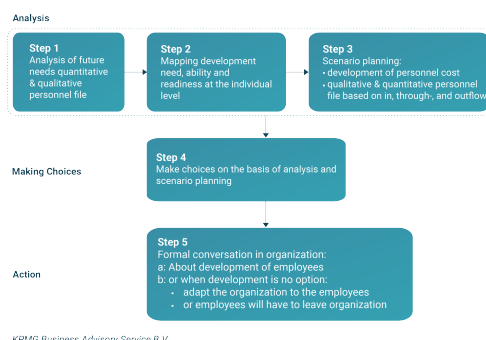 Analysis
Step 1
Analysis of future
needs quantitative
& qualitative
personnel file
Step 2
Mapping development
need, ability and
readiness at the individual
level
Step 3
Scenario planning:
• development of personnel cost
• qualitative & quantitative personnel
file based on in, through-, and outflow
Making Choices
Step 4
Make choices on the basis of analysis and
scenario planning
Action
Step 5
Formal conversation in organization:
a: About development of employees
b: or when development is no option:
• adapt the organization to the employees
• or employees will have to leave organization
KPMG Business Advisory Service B.V.